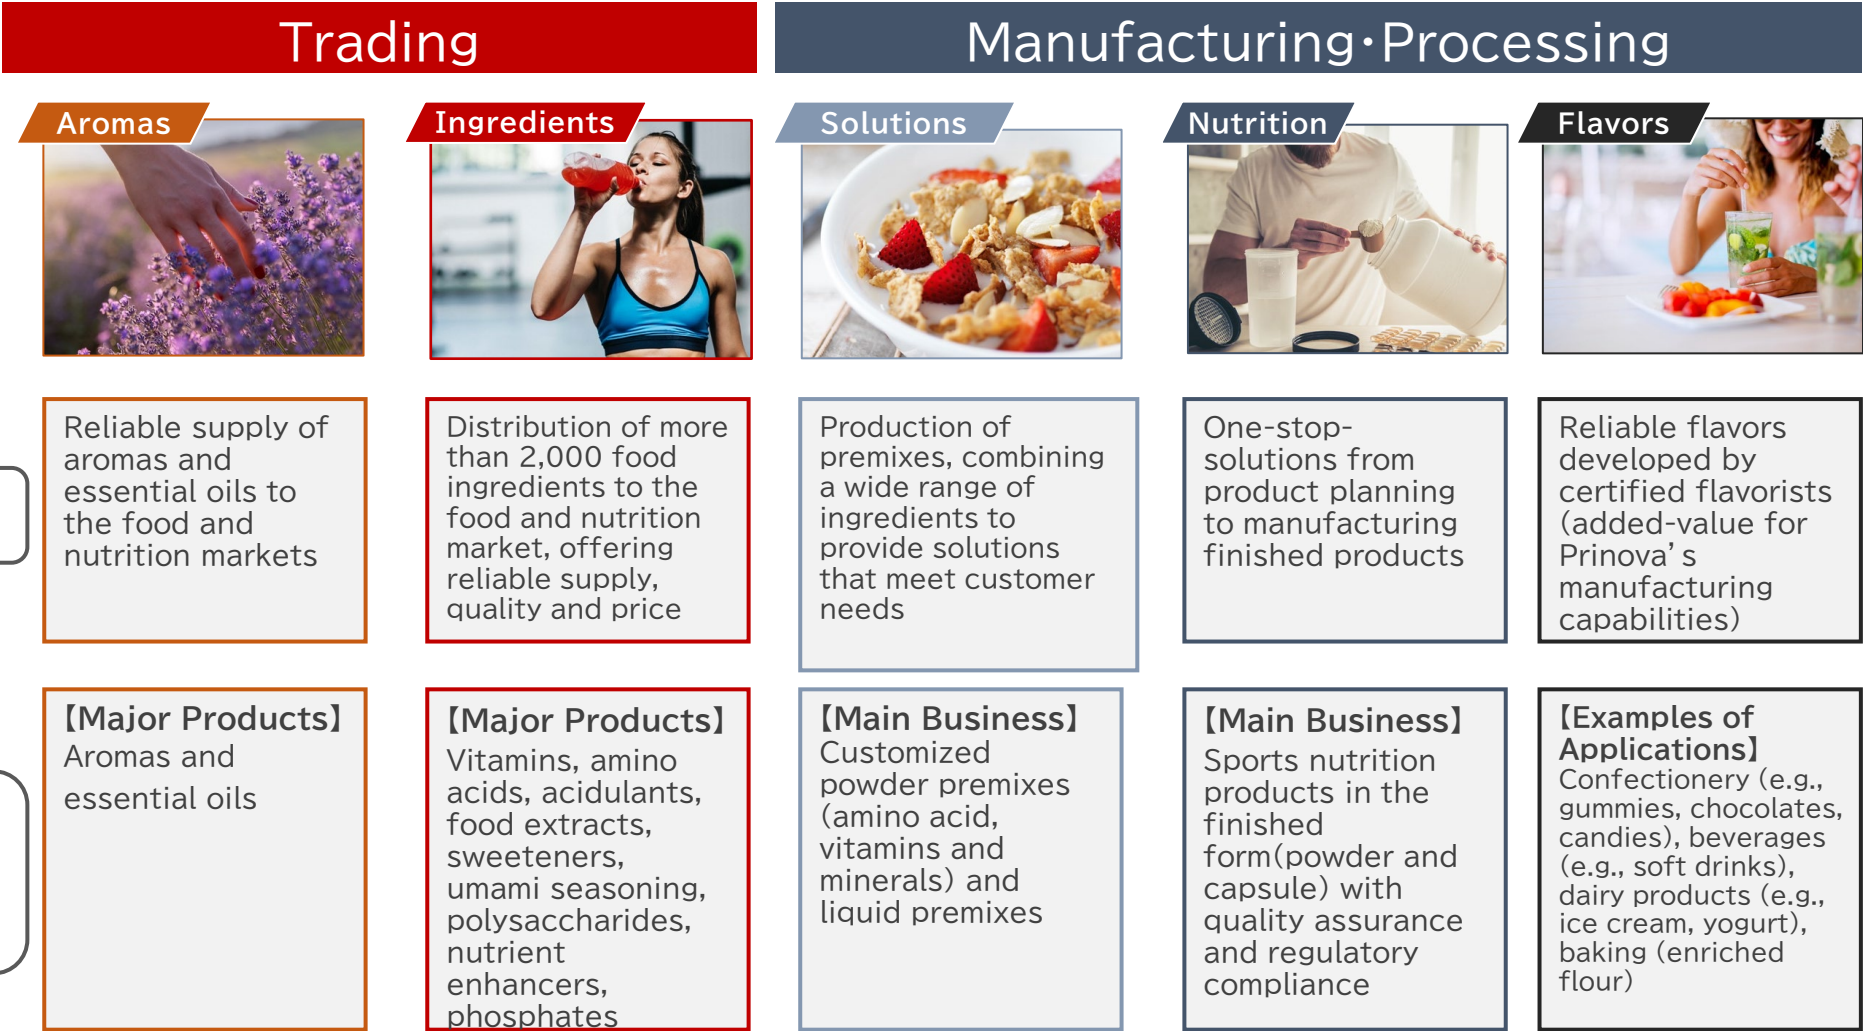 Trading
Manufacturing・Processing
Aromas
Ingredients
Solutions
Nutrition
Flavors
Reliable supply of
aromas and
essential oils to
the food and
nutrition markets
Distribution of more
than 2,000 food
ingredients to the
food and nutrition
market, offering
reliable supply,
quality and price
Production of
premixes, combining
a wide range of
ingredients to
provide solutions
that meet customer
needs
One-stop-
solutions from
product planning
to manufacturing
finished products
Reliable flavors
developed by
certified flavorists
(added-value for
Prinova’s
manufacturing
capabilities)
【Major Products】
Aromas and
essential oils
【Major Products】
Vitamins, amino
acids, acidulants,
food extracts,
sweeteners,
umami seasoning,
polysaccharides,
nutrient
enhancers,
phosphates
【Main Business】
Customized
powder premixes
(amino acid,
vitamins and
minerals) and
liquid premixes
【Main Business】
Sports nutrition
products in the
finished
form(powder and
capsule) with
quality assurance
and regulatory
compliance
【Examples of
Applications】
Confectionery (e.g.,
gummies, chocolates,
candies), beverages
(e.g., soft drinks),
dairy products (e.g.,
ice cream, yogurt),
baking (enriched
flour)